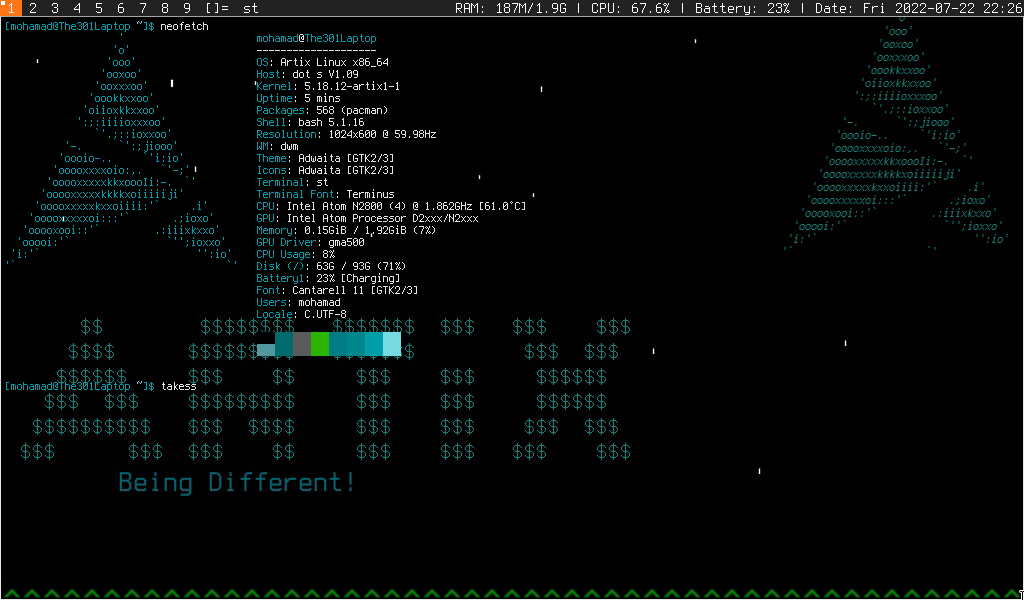 1 2 3 4 5 6 7 8 9 []= st RAM: 187M/1.9G | CPU: 67.6% | Battery: 23% | Date: Fri 2022-07-22 22:26
[mohamad@The301Laptop ~]$ neofetch
mohamad@The301Laptop
--------------------
OS: Artix Linux x86_64
Host: dot s V1.09
Kernel: 5.18.12-artix1-1
Uptime: 5 mins
Packages: 568 (pacman)
Shell: bash 5.1.16
Resolution: 1024x600 @ 59.98Hz
WM: dwm
Theme: Adwaita [GTK2/3]
Icons: Adwaita [GTK2/3]
Terminal: st
Terminal Font: Terminus
CPU: Intel Atom N2800 (4) @ 1.862GHz [61.0°C]
GPU: Intel Atom Processor D2xxx/N2xxx
Memory: 0.15GiB / 1.92GiB (7%)
GPU Driver: gma500
CPU Usage: 8%
Disk (/): 63G / 93G (71%)
Battery1: 23% [Charging]
Font: Cantarell 11 [GTK2/3]
Users: mohamad
Locale: C.UTF-8
[mohamad@The301Laptop ~]$ takess
ARTIX
Being Different!